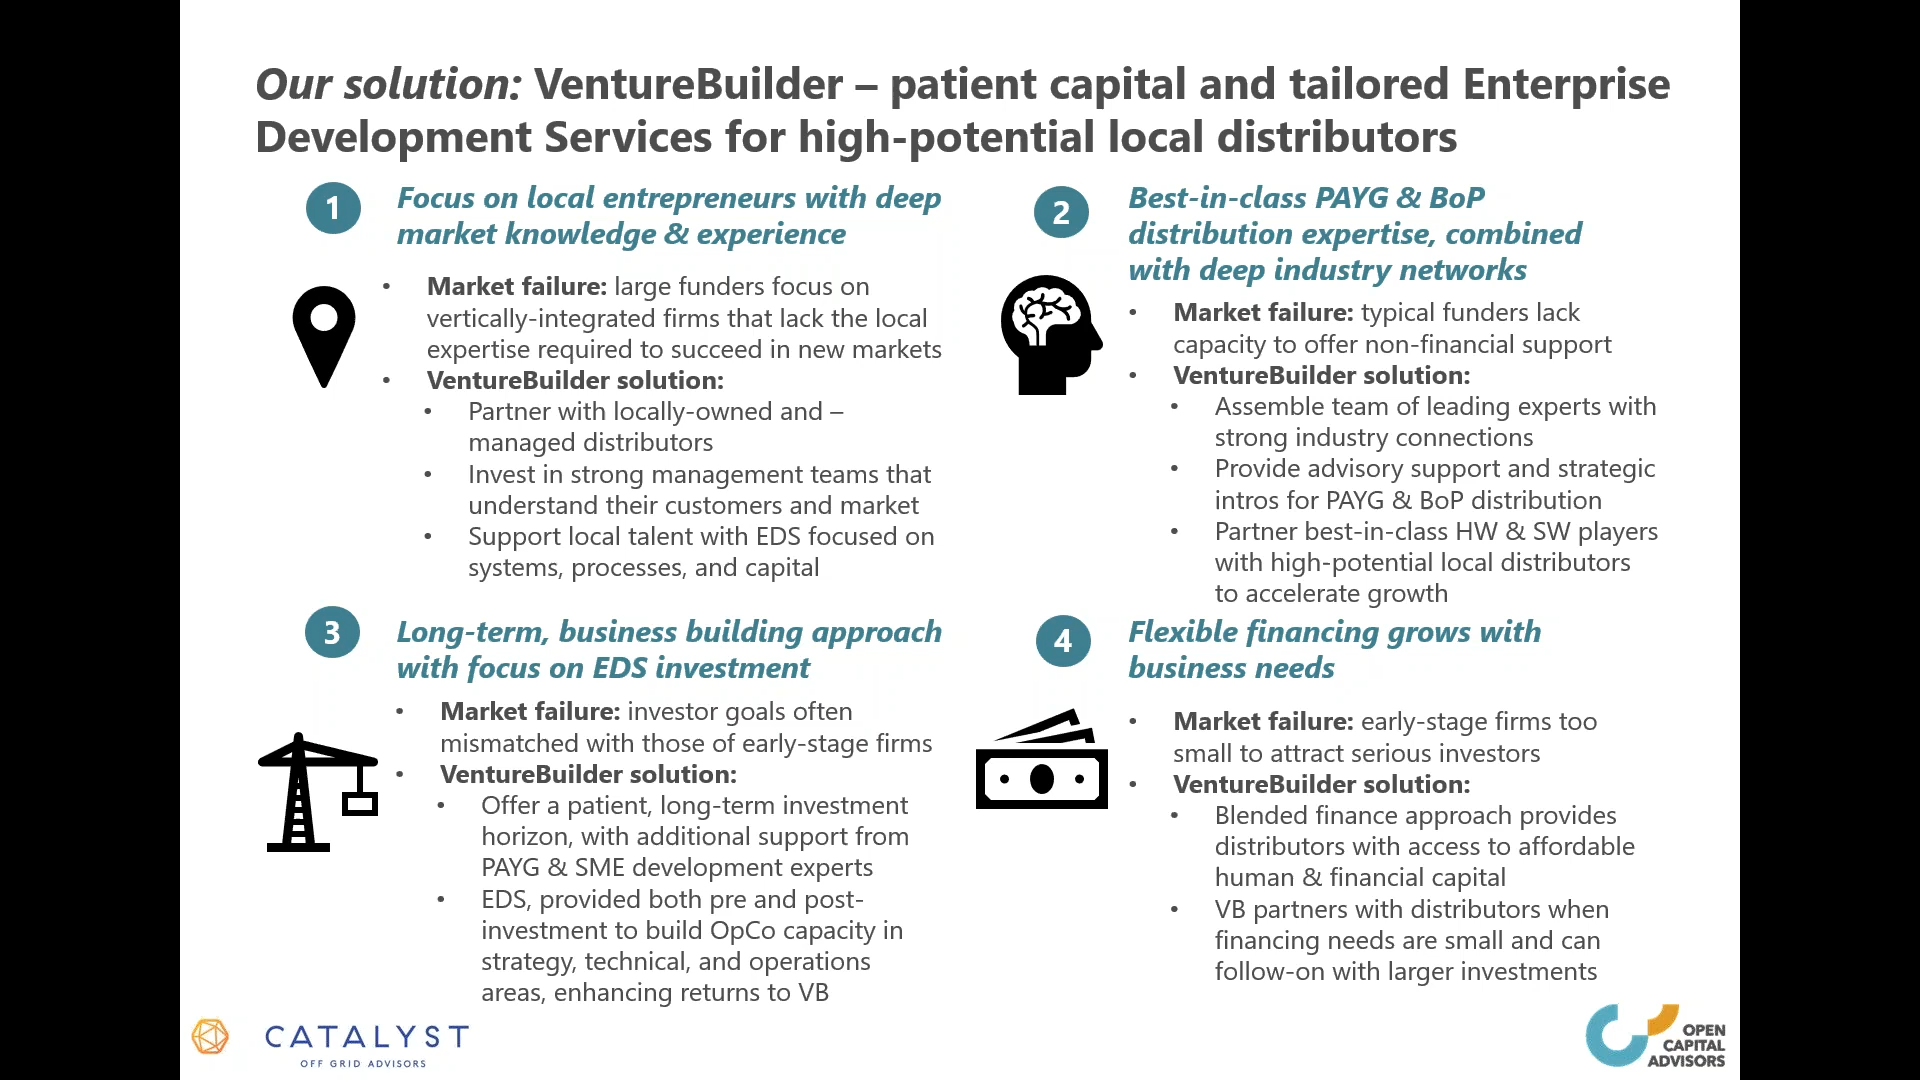 Our solution: VentureBuilder – patient capital and tailored Enterprise
Development Services for high-potential local distributors
1
Focus on local entrepreneurs with deep
market knowledge & experience
• Market failure: large funders focus on
vertically-integrated firms that lack the local
expertise required to succeed in new markets
• VentureBuilder solution:
• Partner with locally-owned and –
managed distributors
• Invest in strong management teams that
understand their customers and market
• Support local talent with EDS focused on
systems, processes, and capital
2
Best-in-class PAYG & BoP
distribution expertise, combined
with deep industry networks
• Market failure: typical funders lack
capacity to offer non-financial support
• VentureBuilder solution:
• Assemble team of leading experts with
strong industry connections
• Provide advisory support and strategic
intros for PAYG & BoP distribution
• Partner best-in-class HW & SW players
with high-potential local distributors
to accelerate growth
3
Long-term, business building approach
with focus on EDS investment
• Market failure: investor goals often
mismatched with those of early-stage firms
• VentureBuilder solution:
• Offer a patient, long-term investment
horizon, with additional support from
PAYG & SME development experts
• EDS, provided both pre and post-
investment to build OpCo capacity in
strategy, technical, and operations
areas, enhancing returns to VB
4
Flexible financing grows with
business needs
• Market failure: early-stage firms too
small to attract serious investors
• VentureBuilder solution:
• Blended finance approach provides
distributors with access to affordable
human & financial capital
• VB partners with distributors when
financing needs are small and can
follow-on with larger investments
CATALYST
OFF GRID ADVISORS
OPEN
CAPITAL
ADVISORS